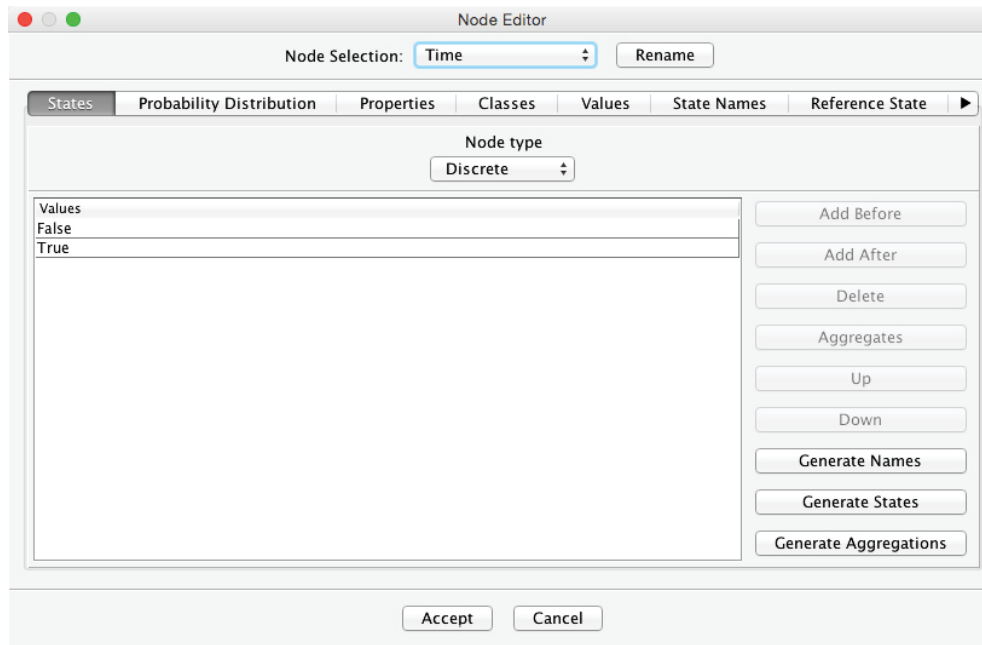 Node Editor
Node Selection: Time Rename
States Probability Distribution Properties Classes Values State Names Reference State
Node type
Discrete
Values
False
True
Add Before
Add After
Delete
Aggregates
Up
Down
Generate Names
Generate States
Generate Aggregations
Accept Cancel